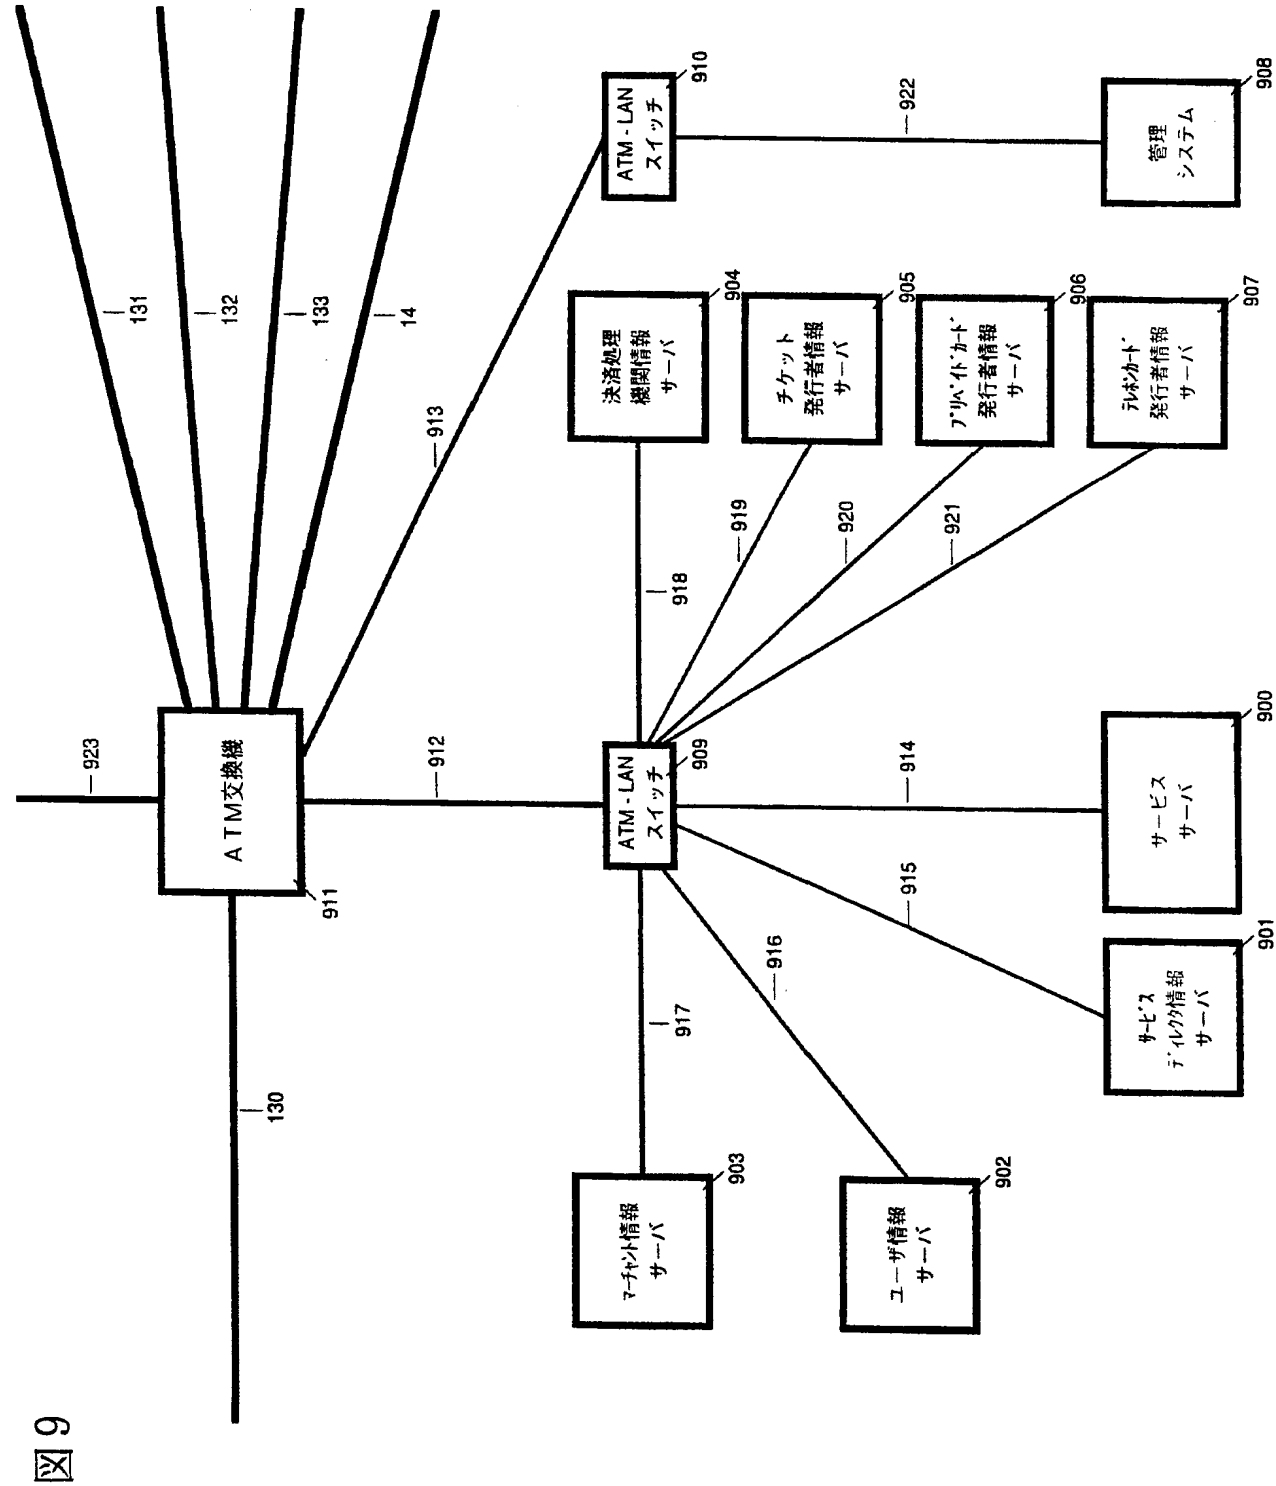 図９
923
ＡＴＭ交換機
911
130
131
132
133
14
912
913
ATM - LAN
スイッチ
910
922
管理
システム
908
ATM - LAN
スイッチ
909
917
マーチャント情報
サーバ
903
916
ユーザ情報
サーバ
902
915
サービス
ディレクタ情報
サーバ
901
914
サービス
サーバ
900
918
決済処理
機関情報
サーバ
904
919
チケット
発行者情報
サーバ
905
920
プリペイドカード
発行者情報
サーバ
906
921
テレホンカード
発行者情報
サーバ
907